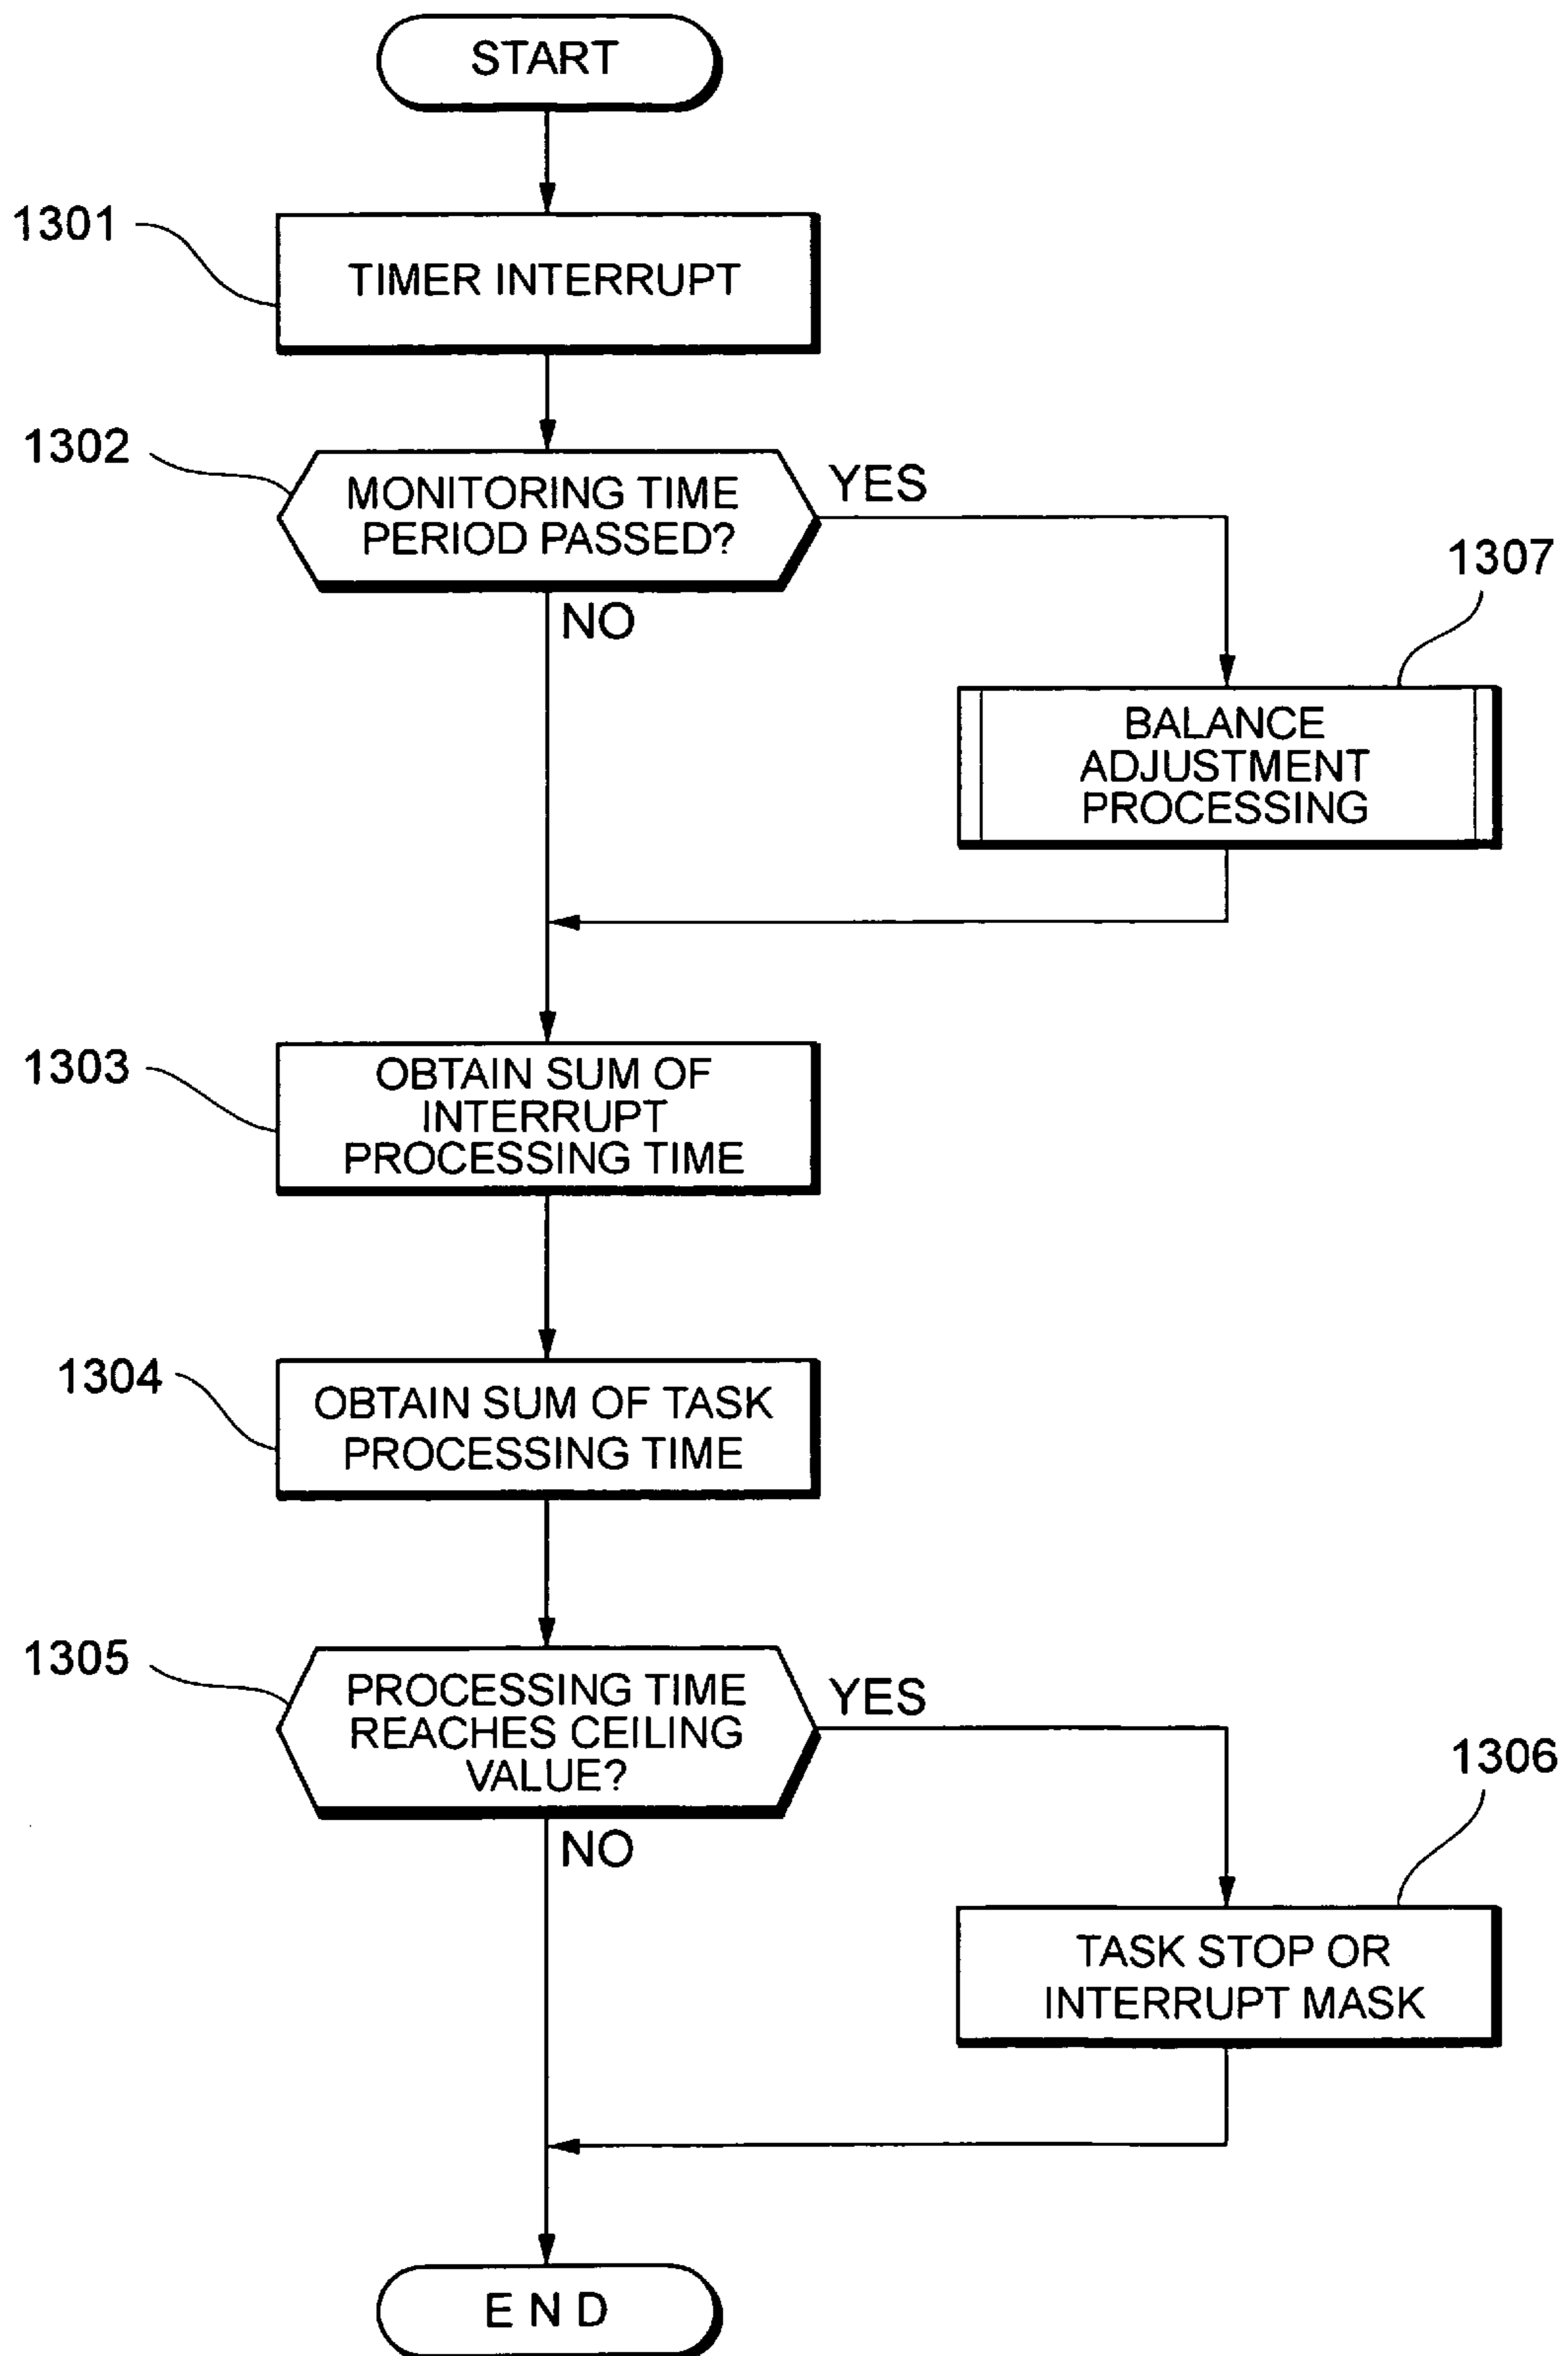 START
1301
TIMER INTERRUPT
1302
MONITORING TIME
PERIOD PASSED?
YES
NO
1307
BALANCE
ADJUSTMENT
PROCESSING
1303
OBTAIN SUM OF
INTERRUPT
PROCESSING TIME
1304
OBTAIN SUM OF TASK
PROCESSING TIME
1305
PROCESSING TIME
REACHES CEILING
VALUE?
YES
NO
1306
TASK STOP OR
INTERRUPT MASK
END